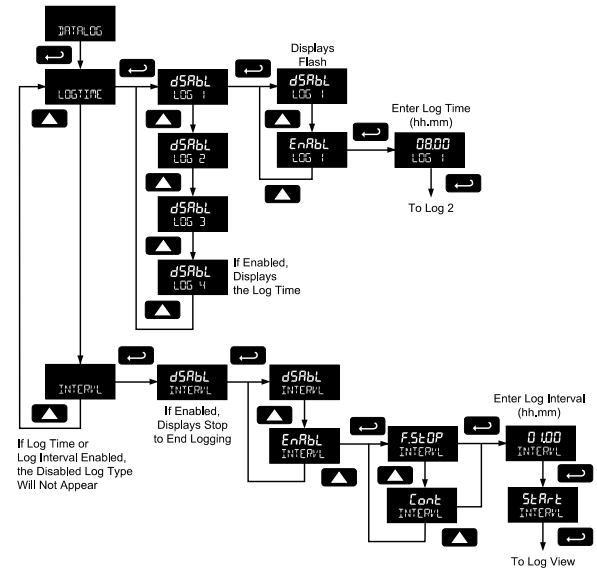 DATALOG
Displays
Flash
LOGTIME
dSAbL
LOG 1
dSAbL
LOG 1
Enter Log Time
(hh.mm)
dSAbL
LOG 2
EnAbL
LOG 1
08.00
LOG 1
To Log 2
dSAbL
LOG 3
dSAbL
LOG 4
If Enabled,
Displays
the Log Time
INTERVL
dSAbL
INTERVL
dSAbL
INTERVL
Enter Log Interval
(hh.mm)
If Enabled,
Displays Stop
to End Logging
EnAbL
INTERVL
F.StOP
INTERVL
01.00
INTERVL
If Log Time or
Log Interval Enabled,
the Disabled Log Type
Will Not Appear
Cont
INTERVL
StArt
INTERVL
To Log View